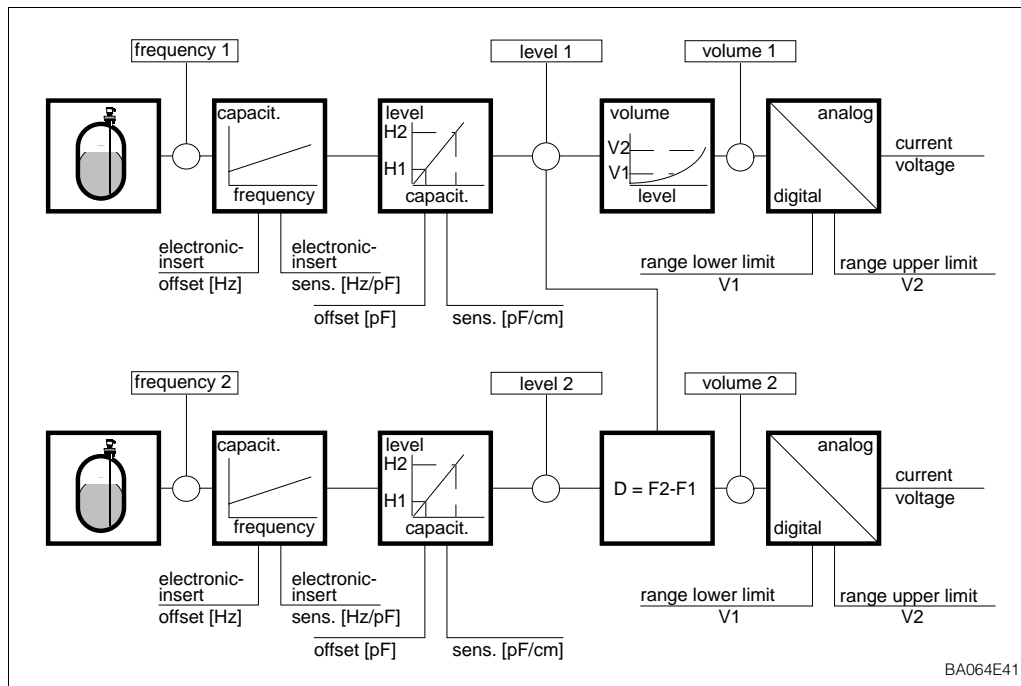 frequency 1
level 1
volume 1
capacit.
frequency
level
H2
H1
capacit.
volume
V2
V1
level
analog
digital
current
voltage
electronic-
insert
offset [Hz]
electronic-
insert
sens. [Hz/pF]
offset [pF]
sens. [pF/cm]
range lower limit
V1
range upper limit
V2
frequency 2
level 2
volume 2
capacit.
frequency
level
H2
H1
capacit.
D = F2-F1
analog
digital
current
voltage
electronic-
insert
offset [Hz]
electronic-
insert
sens. [Hz/pF]
offset [pF]
sens. [pF/cm]
range lower limit
V1
range upper limit
V2
BA064E41